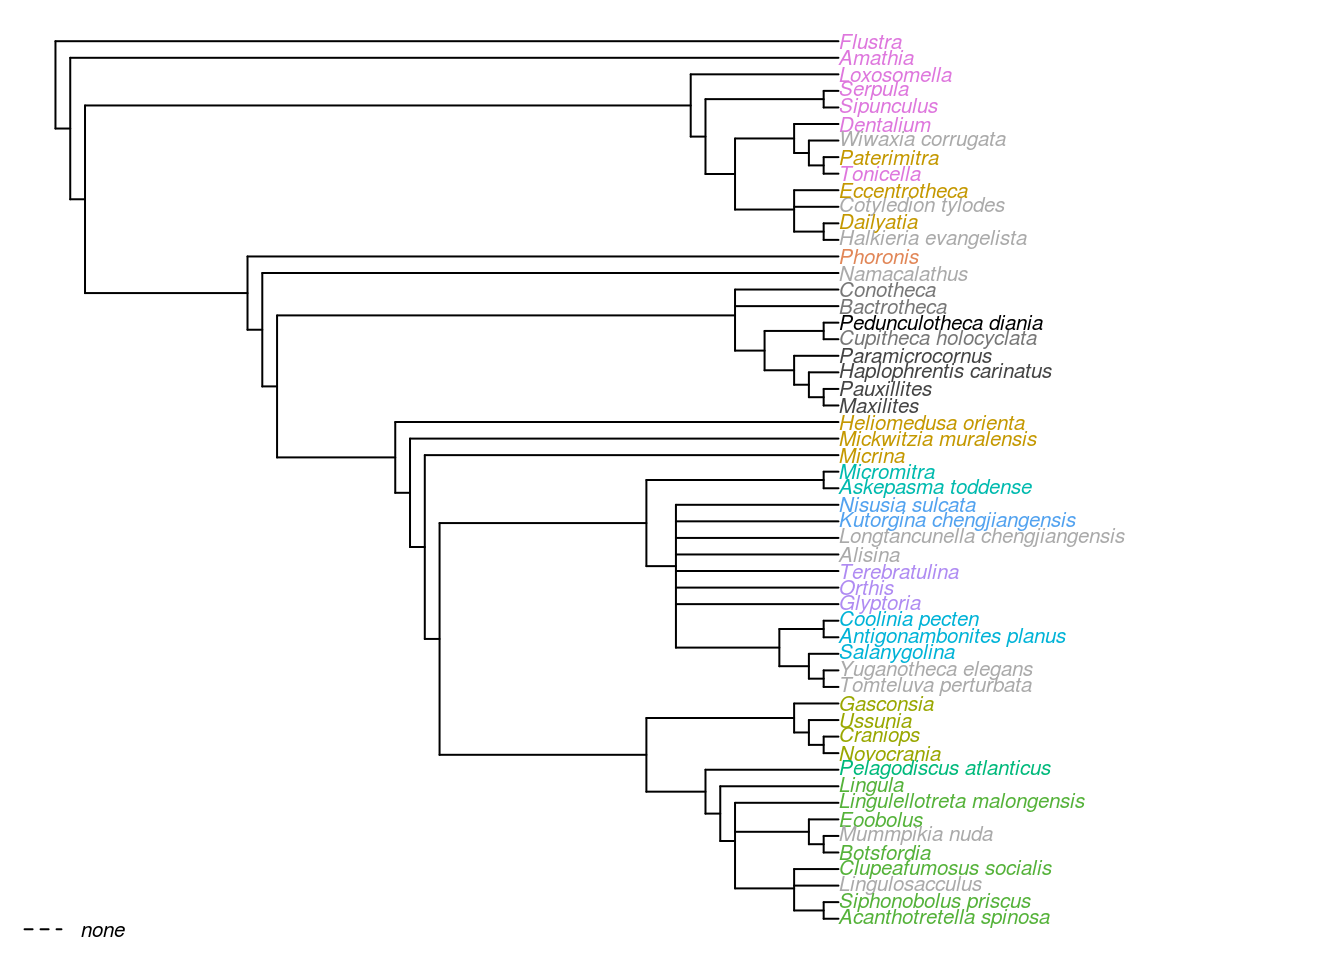 Flustra
Amathia
Loxosomella
Serpula
Sipunculus
Dentalium
Wiwaxia corrugata
Paterimitra
Tonicella
Eccentrotheca
Cotyledion tylodes
Dailyatia
Halkieria evangelista
Phoronis
Namacalathus
Conotheca
Bactrotheca
Pedunculotheca diania
Cupitheca holocyclata
Paramicrocornus
Haplophrentis carinatus
Pauxillites
Maxilites
Heliomedusa orienta
Mickwitzia muralensis
Micrina
Micromitra
Askepasma toddense
Nisusia sulcata
Kutorgina chengjiangensis
Longtancunella chengjiangensis
Alisina
Terebratulina
Orthis
Glyptoria
Coolinia pecten
Antigonambonites planus
Salanygolina
Yuganotheca elegans
Tomteluva perturbata
Gasconsia
Ussunia
Craniops
Novocrania
Pelagodiscus atlanticus
Lingula
Lingulellotreta malongensis
Eoobolus
Mummpikia nuda
Botsfordia
Clupeafumosus socialis
Lingulosacculus
Siphonobolus priscus
Acanthotretella spinosa
none